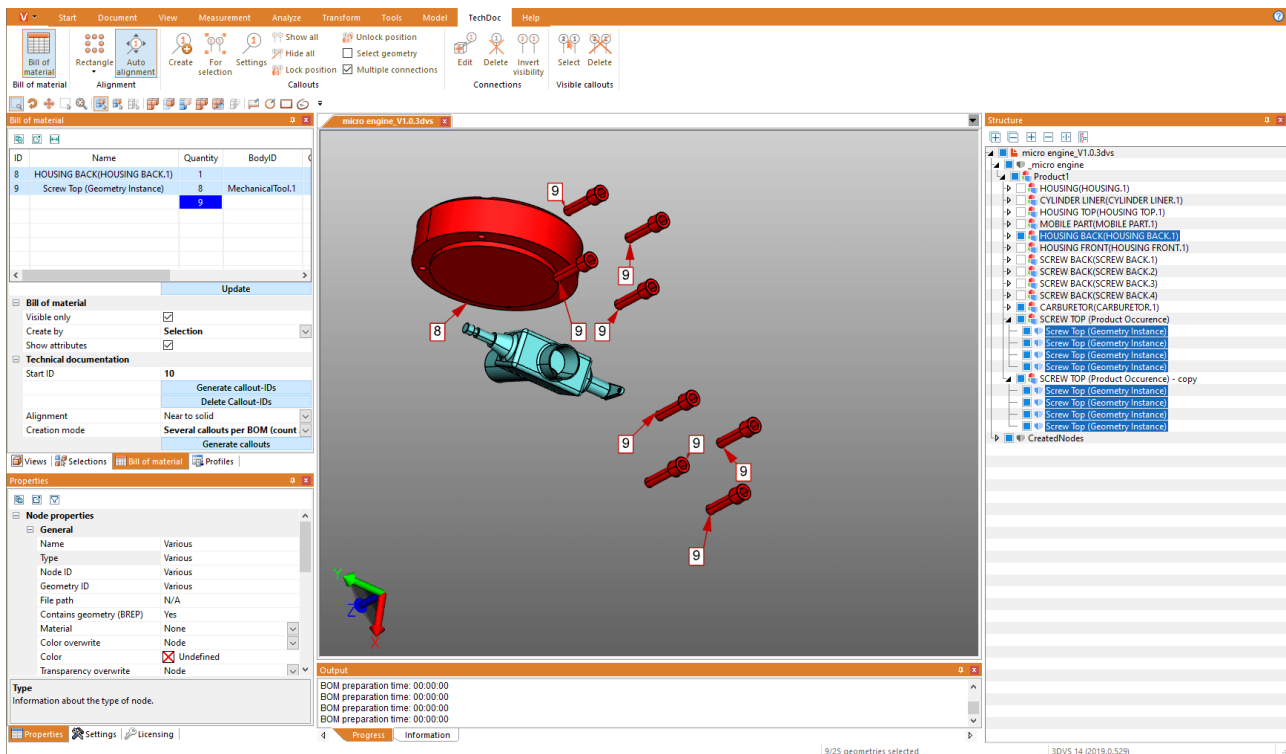 V Start Document View Measurement Analyze Transform Tools Model TechDoc Help
Bill of material
Rectangle
Auto alignment
Create
For selection
Settings
Show all
Hide all
Lock position
Unlock position
Select geometry
Multiple connections
Edit
Delete
Invert visibility
Select
Delete
Bill of material Alignment Callouts Connections Visible callouts
Bill of material
ID Name Quantity BodyID
8 HOUSING BACK(HOUSING BACK.1) 1
9 Screw Top (Geometry Instance) 8 MechanicalTool.1
9
Update
Bill of material
Visible only
Create by Selection
Show attributes
Technical documentation
Start ID 10
Generate callout-IDs
Delete Callout-IDs
Alignment Near to solid
Creation mode Several callouts per BOM (count
Generate callouts
Views Selections Bill of material Profiles
Properties
Node properties
General
Name Various
Type Various
Node ID Various
Geometry ID Various
File path N/A
Contains geometry (BREP) Yes
Material None
Color overwrite Node
Color Undefined
Transparency overwrite Node
Type
Information about the type of node.
Properties Settings Licensing
micro engine_V1.0.3dvs
9
9
9
9
8
9
9
9
9
9
Y
Z
X
Output
BOM preparation time: 00:00:00
BOM preparation time: 00:00:00
BOM preparation time: 00:00:00
BOM preparation time: 00:00:00
Progress Information
Structure
micro engine_V1.0.3dvs
_micro engine
Product1
HOUSING(HOUSING.1)
CYLINDER LINER(CYLINDER LINER.1)
HOUSING TOP(HOUSING TOP.1)
MOBILE PART(MOBILE PART.1)
HOUSING BACK(HOUSING BACK.1)
HOUSING FRONT(HOUSING FRONT.1)
SCREW BACK(SCREW BACK.1)
SCREW BACK(SCREW BACK.2)
SCREW BACK(SCREW BACK.3)
SCREW BACK(SCREW BACK.4)
CARBURETOR(CARBURETOR.1)
SCREW TOP (Product Occurence)
Screw Top (Geometry Instance)
Screw Top (Geometry Instance)
Screw Top (Geometry Instance)
Screw Top (Geometry Instance)
SCREW TOP (Product Occurence) - copy
Screw Top (Geometry Instance)
Screw Top (Geometry Instance)
Screw Top (Geometry Instance)
Screw Top (Geometry Instance)
CreatedNodes
9/25 geometries selected
3DVS 14 (2019.0.529)